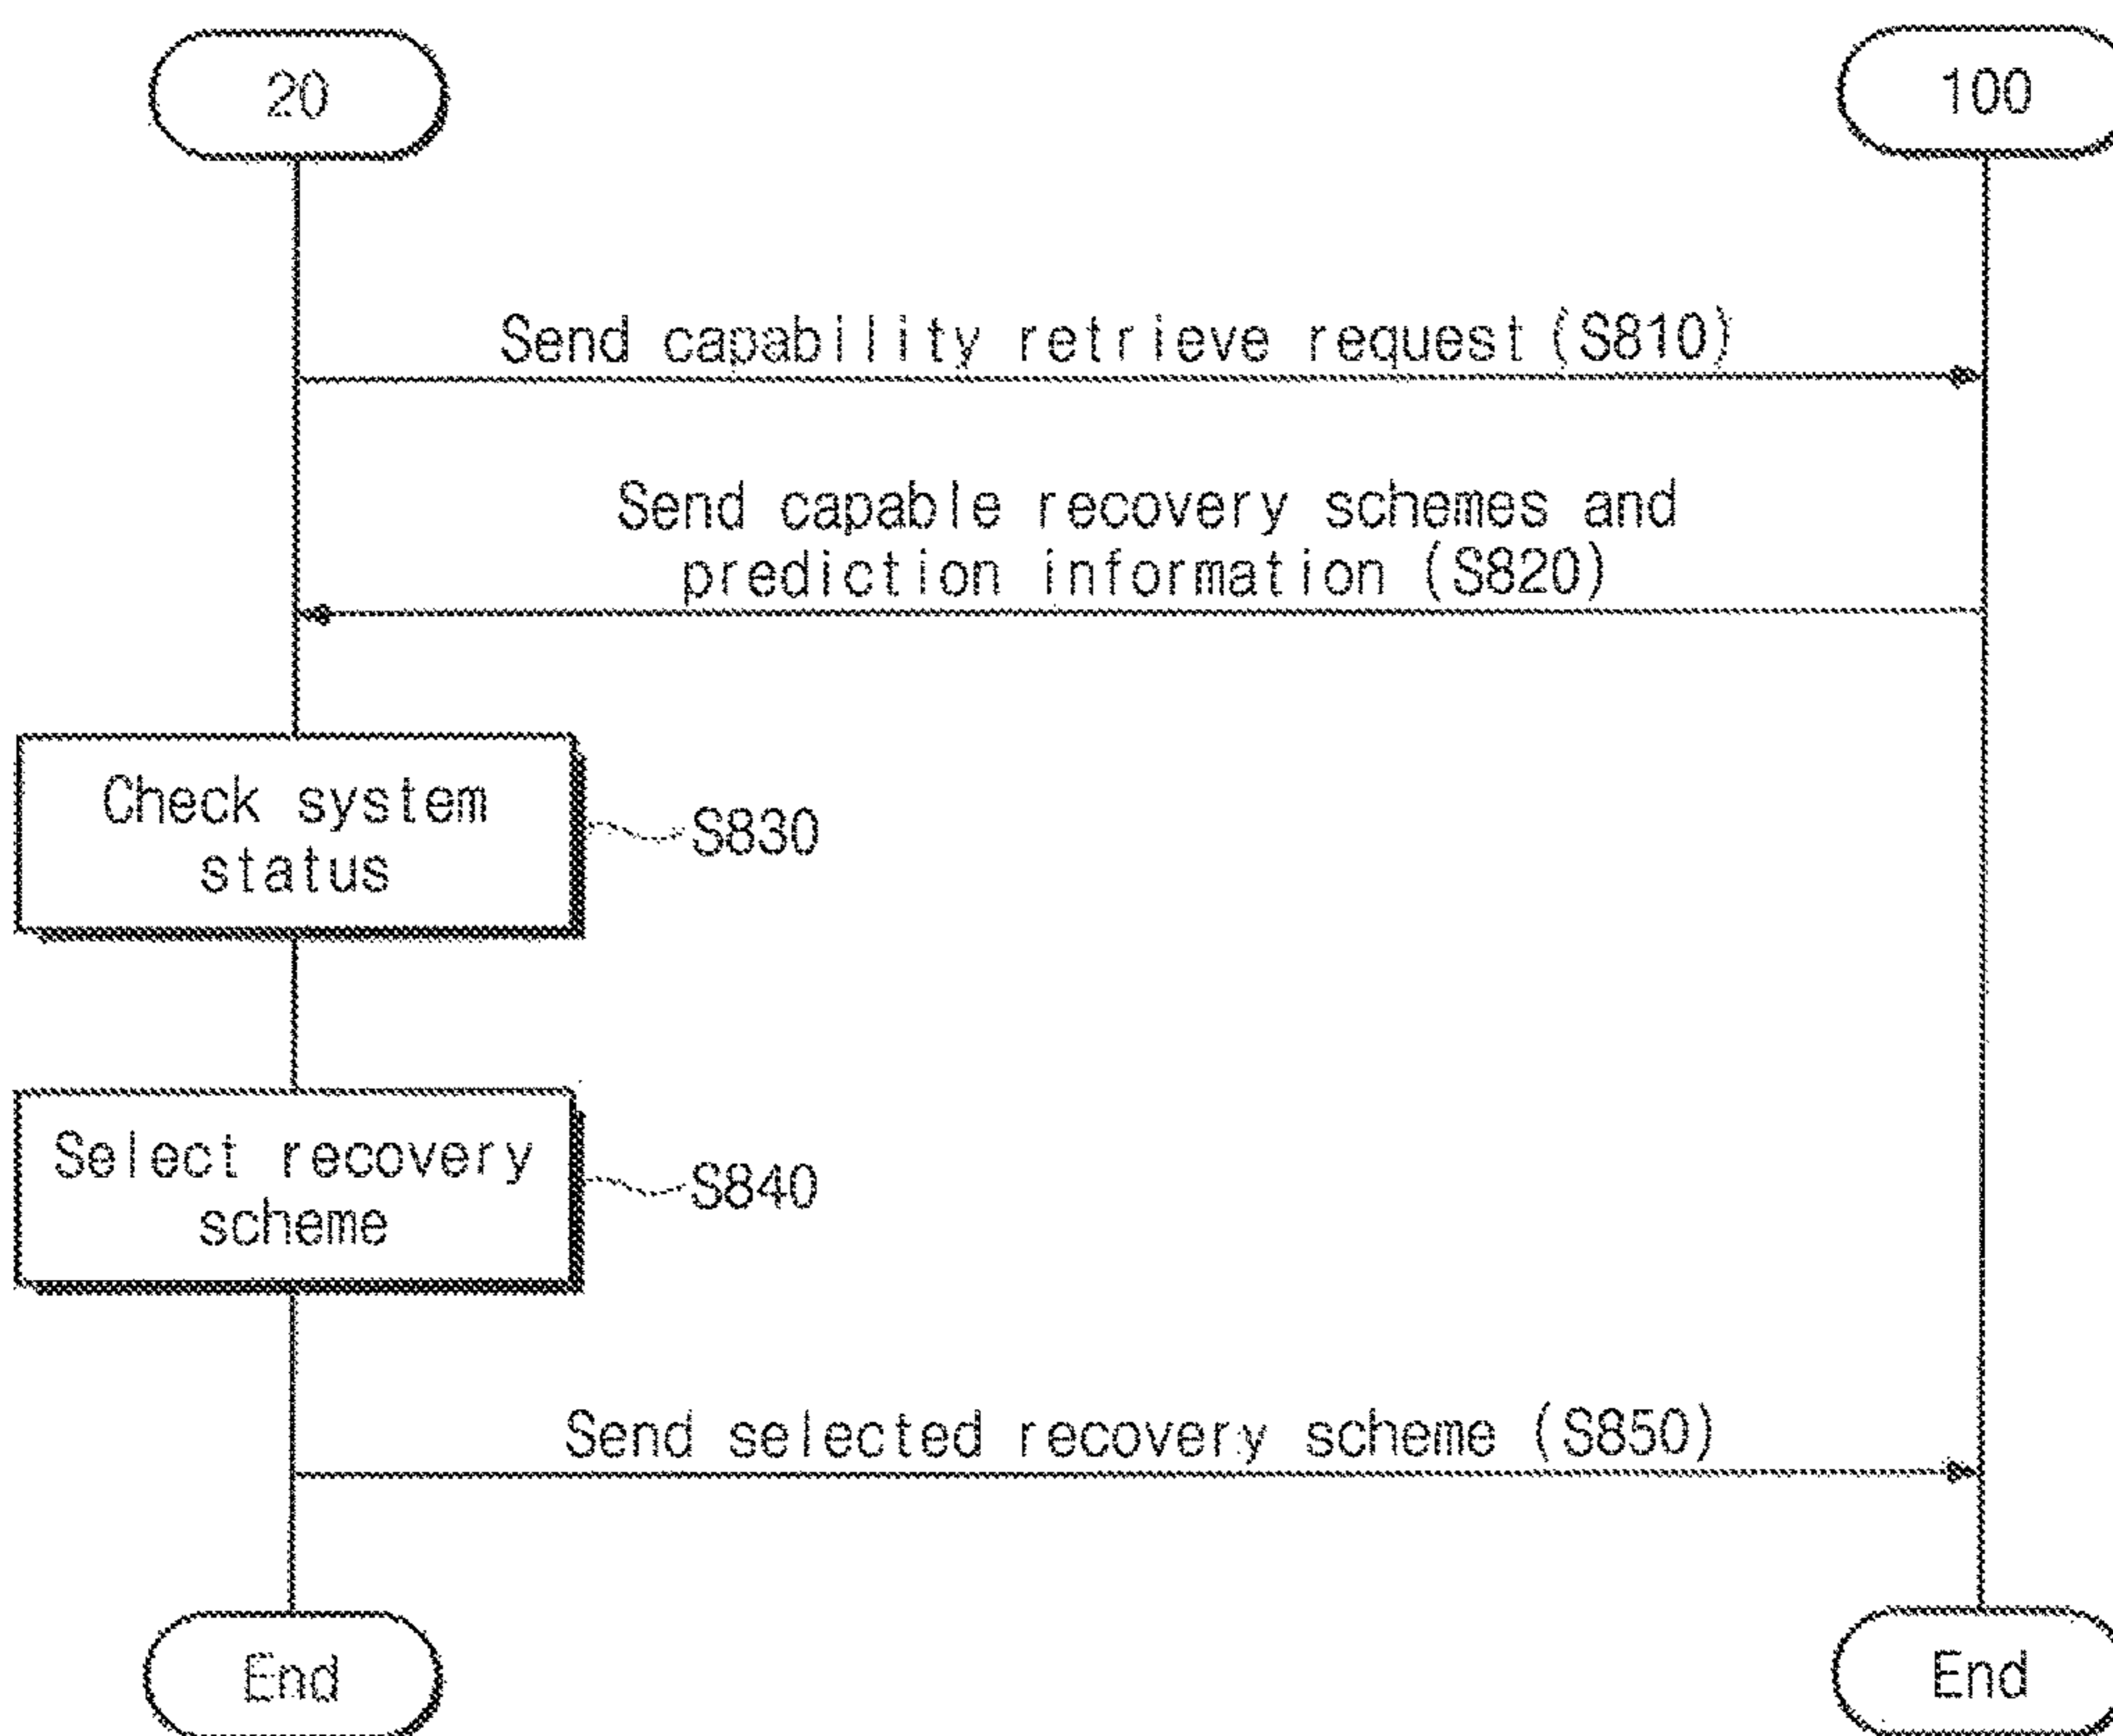 20
100
Send capability retrieve request (S810)
Send capable recovery schemes and
prediction information (S820)
Check system
status
S830
Select recovery
scheme
S840
Send selected recovery scheme (S850)
End
End